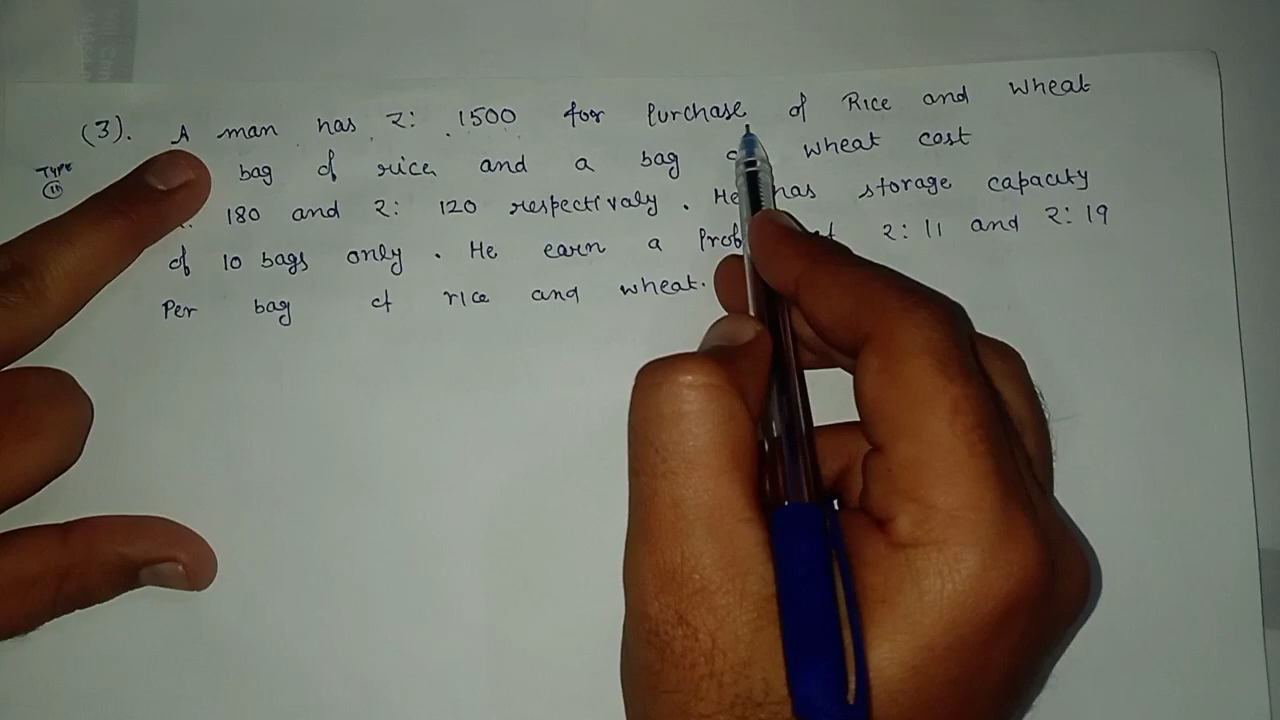 (3). A man has ₹: 1500 for Purchase of Rice and wheat
TYPE
(11)
bag of rice and a bag wheat cost
180 and ₹: 120 respectivaly . He has storage capacity
of 10 bags only . He earn a ₹: 11 and ₹: 19
Per bag of rice and wheat.